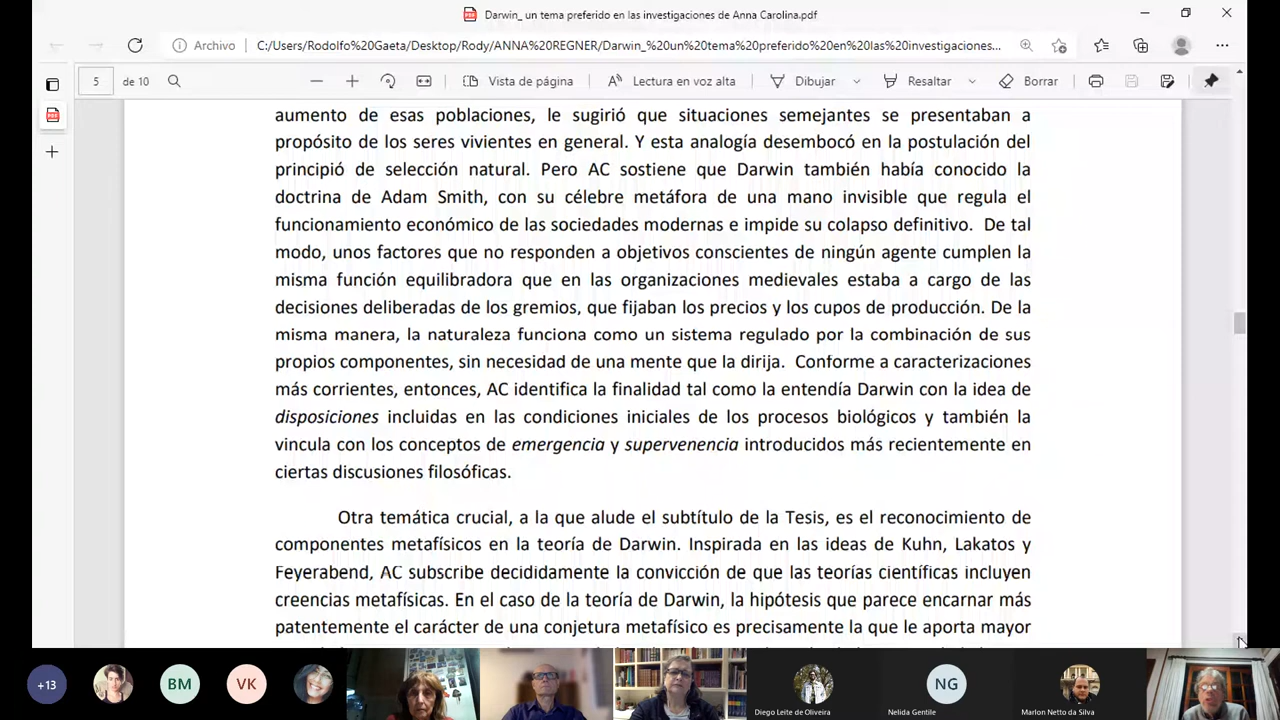 Darwin_ un tema preferido en las investigaciones de Anna Carolina.pdf
Archivo C:/Users/Rodolfo%20Gaeta/Desktop/Rody/ANNA%20REGNER/Darwin_%20un%20tema%20preferido%20en%20las%20investigaciones...
5 de 10 Vista de página Lectura en voz alta Dibujar Resaltar Borrar
aumento de esas poblaciones, le sugirió que situaciones semejantes se presentaban a
propósito de los seres vivientes en general. Y esta analogía desembocó en la postulación del
principió de selección natural. Pero AC sostiene que Darwin también había conocido la
doctrina de Adam Smith, con su célebre metáfora de una mano invisible que regula el
funcionamiento económico de las sociedades modernas e impide su colapso definitivo. De tal
modo, unos factores que no responden a objetivos conscientes de ningún agente cumplen la
misma función equilibradora que en las organizaciones medievales estaba a cargo de las
decisiones deliberadas de los gremios, que fijaban los precios y los cupos de producción. De la
misma manera, la naturaleza funciona como un sistema regulado por la combinación de sus
propios componentes, sin necesidad de una mente que la dirija. Conforme a caracterizaciones
más corrientes, entonces, AC identifica la finalidad tal como la entendía Darwin con la idea de
disposiciones incluidas en las condiciones iniciales de los procesos biológicos y también la
vincula con los conceptos de emergencia y supervenencia introducidos más recientemente en
ciertas discusiones filosóficas.
Otra temática crucial, a la que alude el subtítulo de la Tesis, es el reconocimiento de
componentes metafísicos en la teoría de Darwin. Inspirada en las ideas de Kuhn, Lakatos y
Feyerabend, AC subscribe decididamente la convicción de que las teorías científicas incluyen
creencias metafísicas. En el caso de la teoría de Darwin, la hipótesis que parece encarnar más
patentemente el carácter de una conjetura metafísico es precisamente la que le aporta mayor
+13 BM VK NG
Diego Leite de Oliveira Nelida Gentile Marlon Netto da Silva